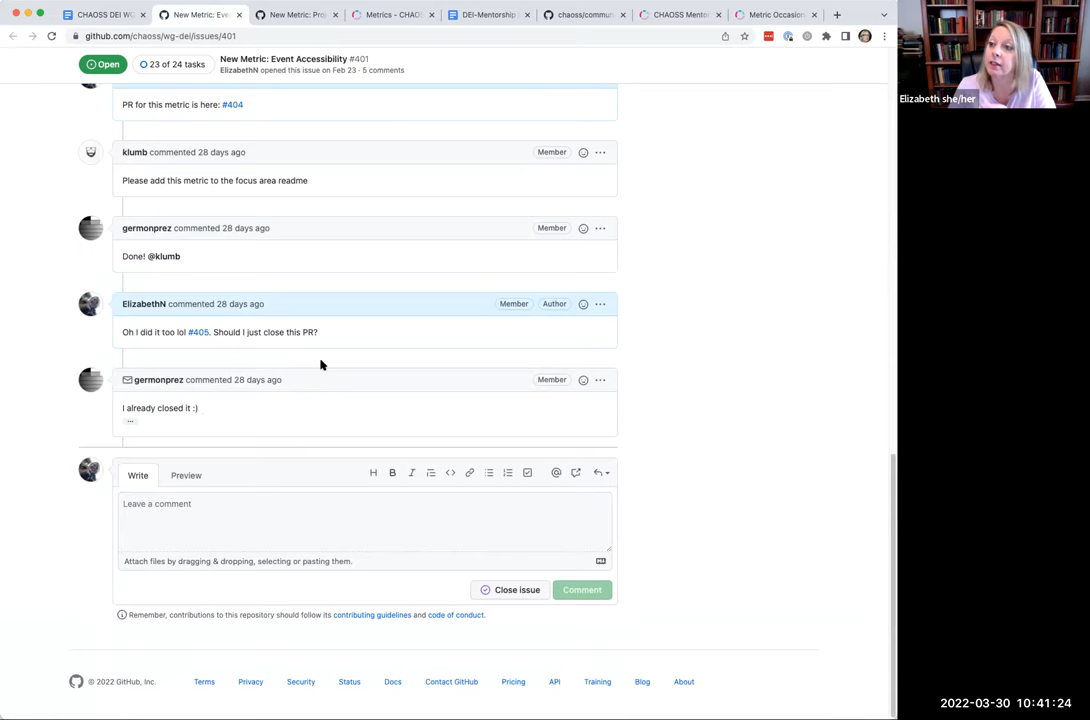 CHAOSS DEI WG
New Metric: Eve
New Metric: Proj
Metrics - CHAO
DEI-Mentorship
chaoss/commun
CHAOSS Mento
Metric Occasion
github.com/chaoss/wg-dei/issues/401
Open
23 of 24 tasks
New Metric: Event Accessibility #401
ElizabethN opened this issue on Feb 23 · 5 comments
PR for this metric is here: #404
klumb commented 28 days ago
Member
Please add this metric to the focus area readme
germonprez commented 28 days ago
Member
Done! @klumb
ElizabethN commented 28 days ago
Member
Author
Oh I did it too lol #405. Should I just close this PR?
germonprez commented 28 days ago
Member
I already closed it :)
...
Write
Preview
Leave a comment
Attach files by dragging & dropping, selecting or pasting them.
Close issue
Comment
Remember, contributions to this repository should follow its contributing guidelines and code of conduct.
© 2022 GitHub, Inc.
Terms
Privacy
Security
Status
Docs
Contact GitHub
Pricing
API
Training
Blog
About
Elizabeth she/her
2022-03-30 10:41:24